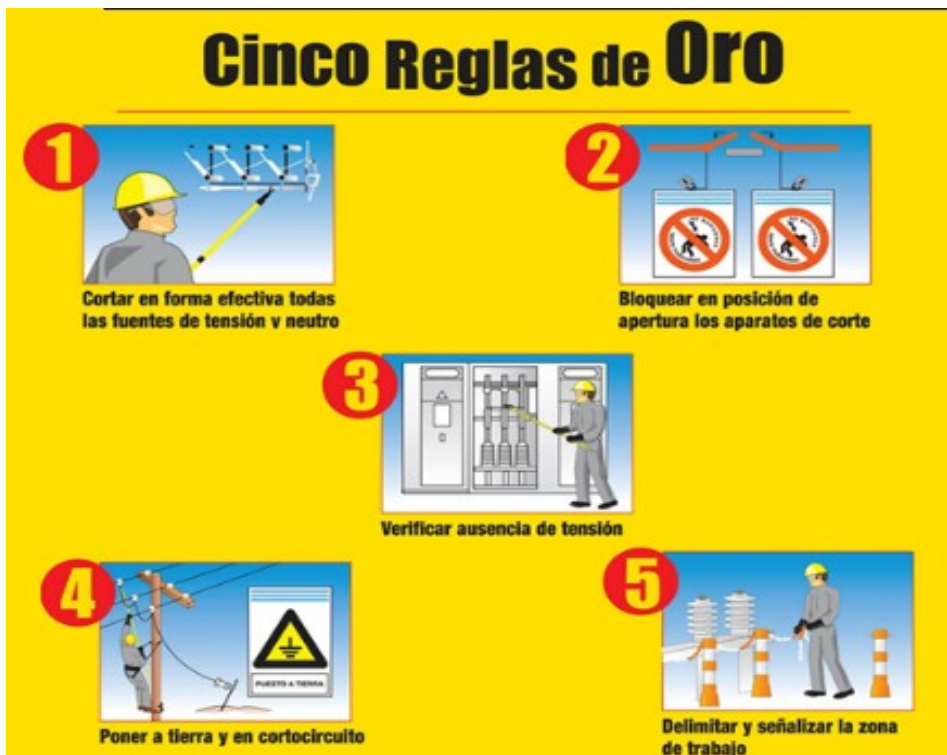 Cinco Reglas de Oro
1
Cortar en forma efectiva todas
las fuentes de tensión y neutro
2
Bloquear en posición de
apertura los aparatos de corte
3
Verificar ausencia de tensión
4
PUESTO A TIERRA
Poner a tierra y en cortocircuito
5
Delimitar y señalizar la zona
de trabajo